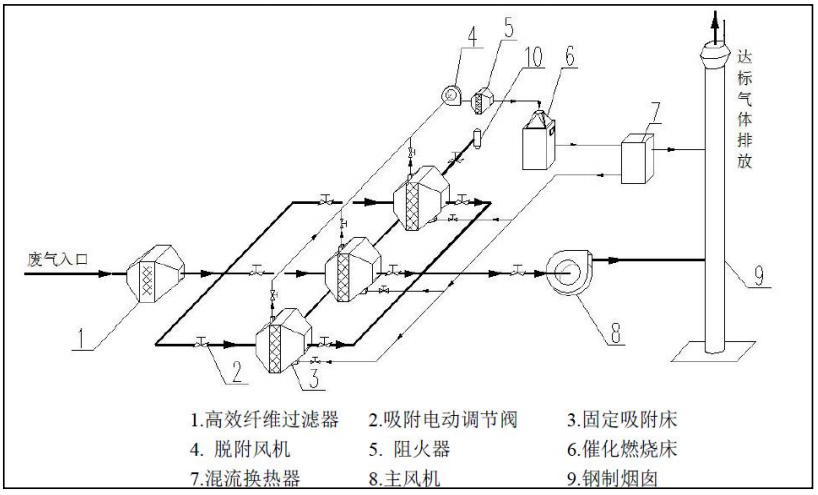 4
5
10
6
7
达标气体排放
废气入口
1
2
3
8
9
1.高效纤维过滤器 2.吸附电动调节阀 3.固定吸附床
4. 脱附风机 5. 阻火器 6.催化燃烧床
7.混流换热器 8.主风机 9.钢制烟囱